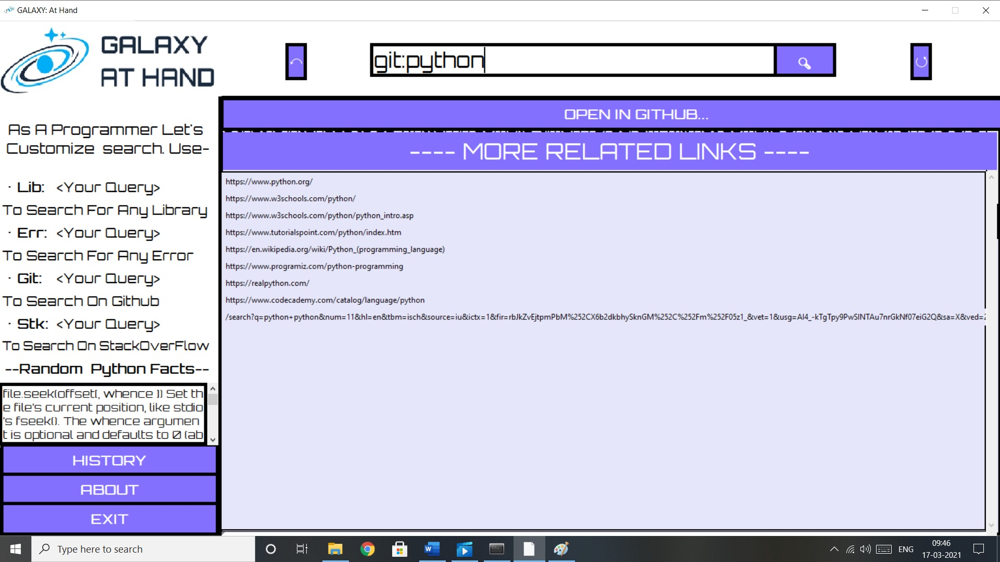 GALAXY: At Hand
GALAXY
AT HAND
git:python
As A Programmer Let's
Customize search. Use-
· Lib: <Your Query>
To Search For Any Library
· Err: <Your Query>
To Search For Any Error
· Git: <Your Query>
To Search On Github
· Stk: <Your Query>
To Search On StackOverFlow
--Random Python Facts--
file.seek(offset[, whence ]) Set th
e file's current position, like stdio
's fseek(). The whence argumen
t is optional and defaults to 0 (ab
HISTORY
ABOUT
EXIT
OPEN IN GITHUB...
---- MORE RELATED LINKS ----
https://www.python.org/
https://www.w3schools.com/python/
https://www.w3schools.com/python/python_intro.asp
https://www.tutorialspoint.com/python/index.htm
https://en.wikipedia.org/wiki/Python_(programming_language)
https://www.programiz.com/python-programming
https://realpython.com/
https://www.codecademy.com/catalog/language/python
/search?q=python+python&num=11&hl=en&tbm=isch&source=iu&ictx=1&fir=rbJkZvEjtpmPbM%252CX6b2dkbhySknGM%252C%252Fm%252F05z1_&vet=1&usg=AI4_-kTgTpy9PwSlNTAu7nrGkNf07eiG2Q&sa=X&ved=2
Type here to search
ENG
09:46
17-03-2021